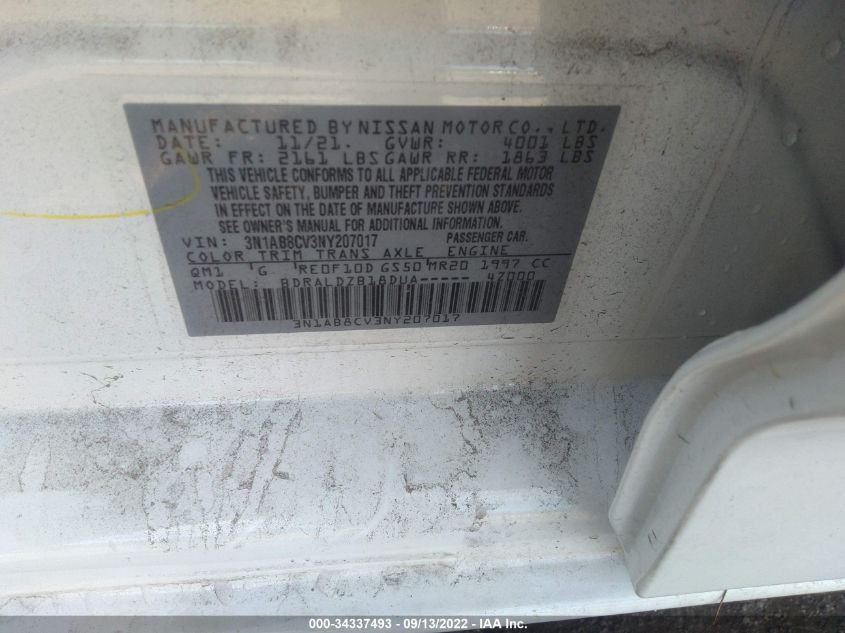 MANUFACTURED BY NISSAN MOTOR CO., LTD.
DATE: 11/21. GVWR: 4001 LBS
GAWR FR: 2161 LBS GAWR RR: 1863 LBS
THIS VEHICLE CONFORMS TO ALL APPLICABLE FEDERAL MOTOR
VEHICLE SAFETY, BUMPER AND THEFT PREVENTION STANDARDS
IN EFFECT ON THE DATE OF MANUFACTURE SHOWN ABOVE.
SEE OWNER'S MANUAL FOR ADDITIONAL INFORMATION.
VIN: 3N1AB8CV3NY207017 PASSENGER CAR.
COLOR TRIM TRANS AXLE ENGINE
QM1 G RE0F10D GS50 MR20 1997 CC
MODEL: BDRALDZB18DUA----- 47000
3N1AB8CV3NY207017
000-34337493 - 09/13/2022 - IAA Inc.